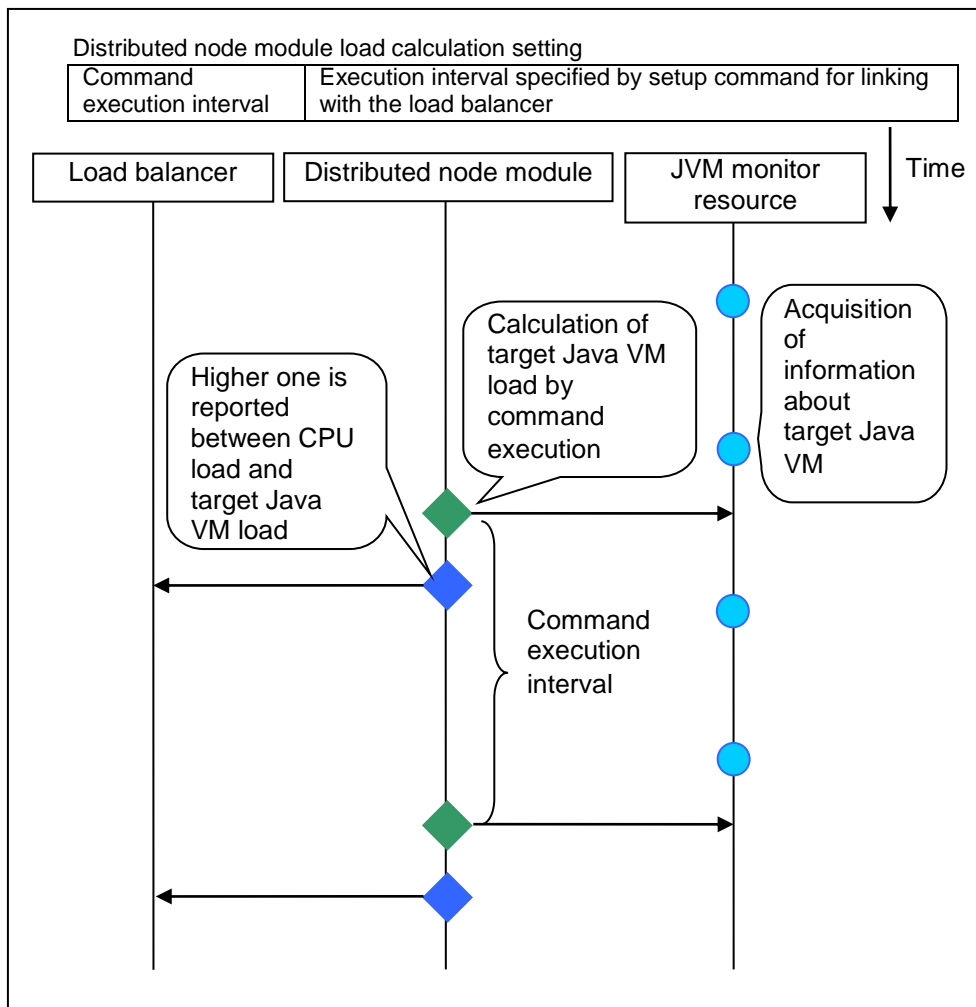 Distributed node module load calculation setting
Command
execution interval
Execution interval specified by setup command for linking
with the load balancer
Time
Load balancer
Distributed node module
JVM monitor
resource
Acquisition
of
information
about
target Java
VM
Calculation of
target Java VM
load by
command
execution
Higher one is
reported
between CPU
load and
target Java
VM load
Command
execution
interval